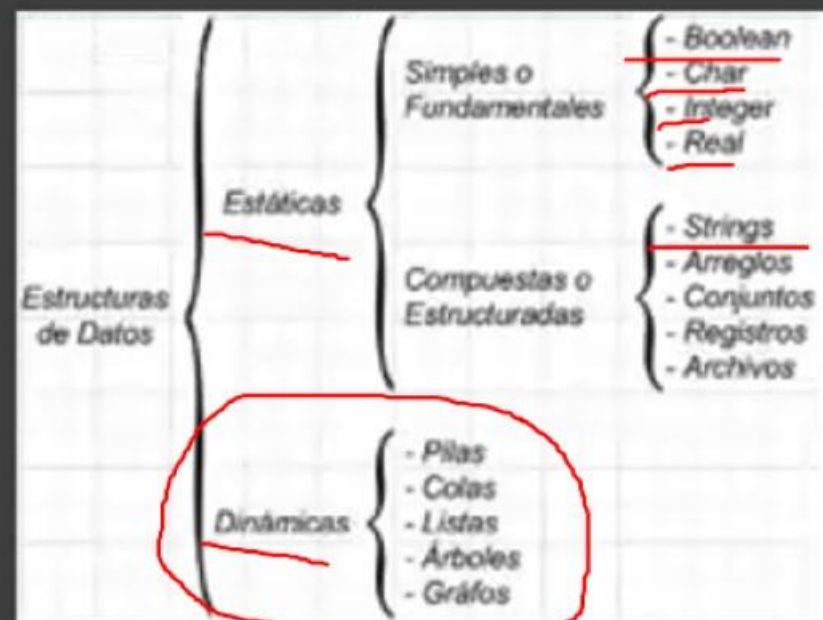 Estructuras
de Datos
Estáticas
Simples o
Fundamentales
- Boolean
- Char
- Integer
- Real
Compuestas o
Estructuradas
- Strings
- Arreglos
- Conjuntos
- Registros
- Archivos
Dinámicas
- Pilas
- Colas
- Listas
- Árboles
- Gráfos